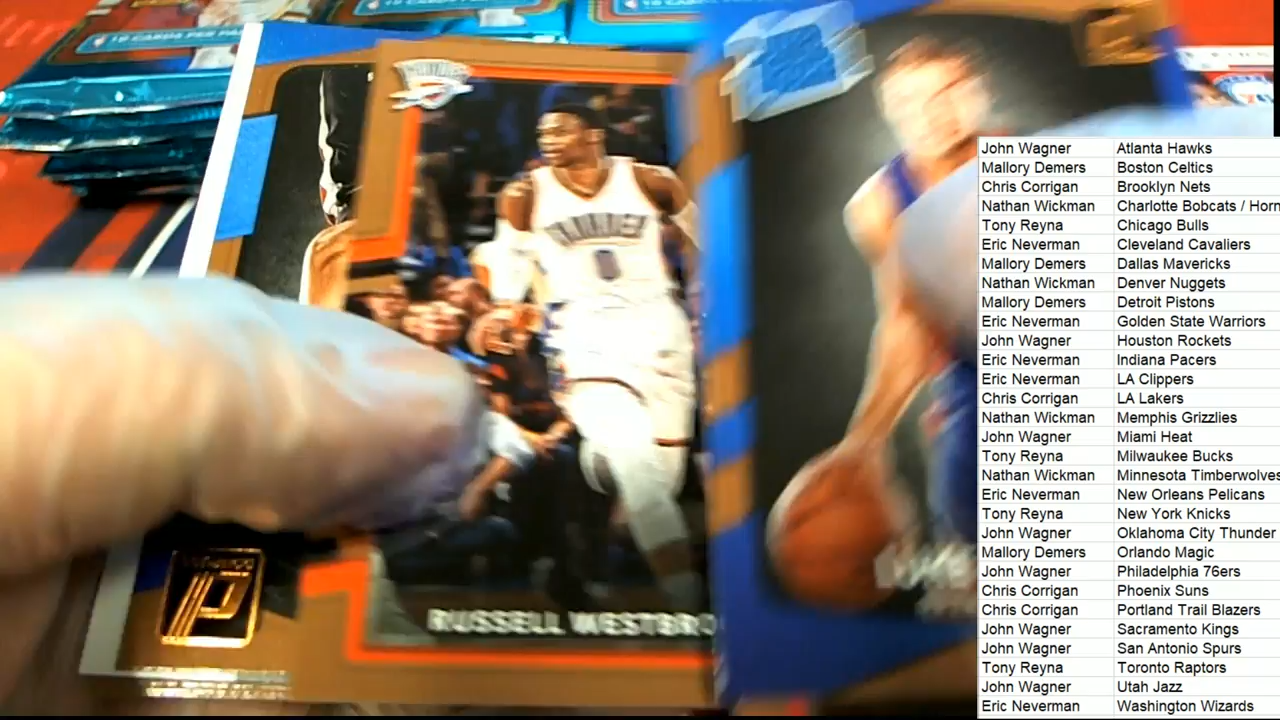 10 CARDS PER PA
THUNDER
THUNDER
0
RUSSELL WESTBRO
John Wagner Atlanta Hawks
Mallory Demers Boston Celtics
Chris Corrigan Brooklyn Nets
Nathan Wickman Charlotte Bobcats / Horn
Tony Reyna Chicago Bulls
Eric Neverman Cleveland Cavaliers
Mallory Demers Dallas Mavericks
Nathan Wickman Denver Nuggets
Mallory Demers Detroit Pistons
Eric Neverman Golden State Warriors
John Wagner Houston Rockets
Eric Neverman Indiana Pacers
Eric Neverman LA Clippers
Chris Corrigan LA Lakers
Nathan Wickman Memphis Grizzlies
John Wagner Miami Heat
Tony Reyna Milwaukee Bucks
Nathan Wickman Minnesota Timberwolves
Eric Neverman New Orleans Pelicans
Tony Reyna New York Knicks
John Wagner Oklahoma City Thunder
Mallory Demers Orlando Magic
John Wagner Philadelphia 76ers
Chris Corrigan Phoenix Suns
Chris Corrigan Portland Trail Blazers
John Wagner Sacramento Kings
John Wagner San Antonio Spurs
Tony Reyna Toronto Raptors
John Wagner Utah Jazz
Eric Neverman Washington Wizards